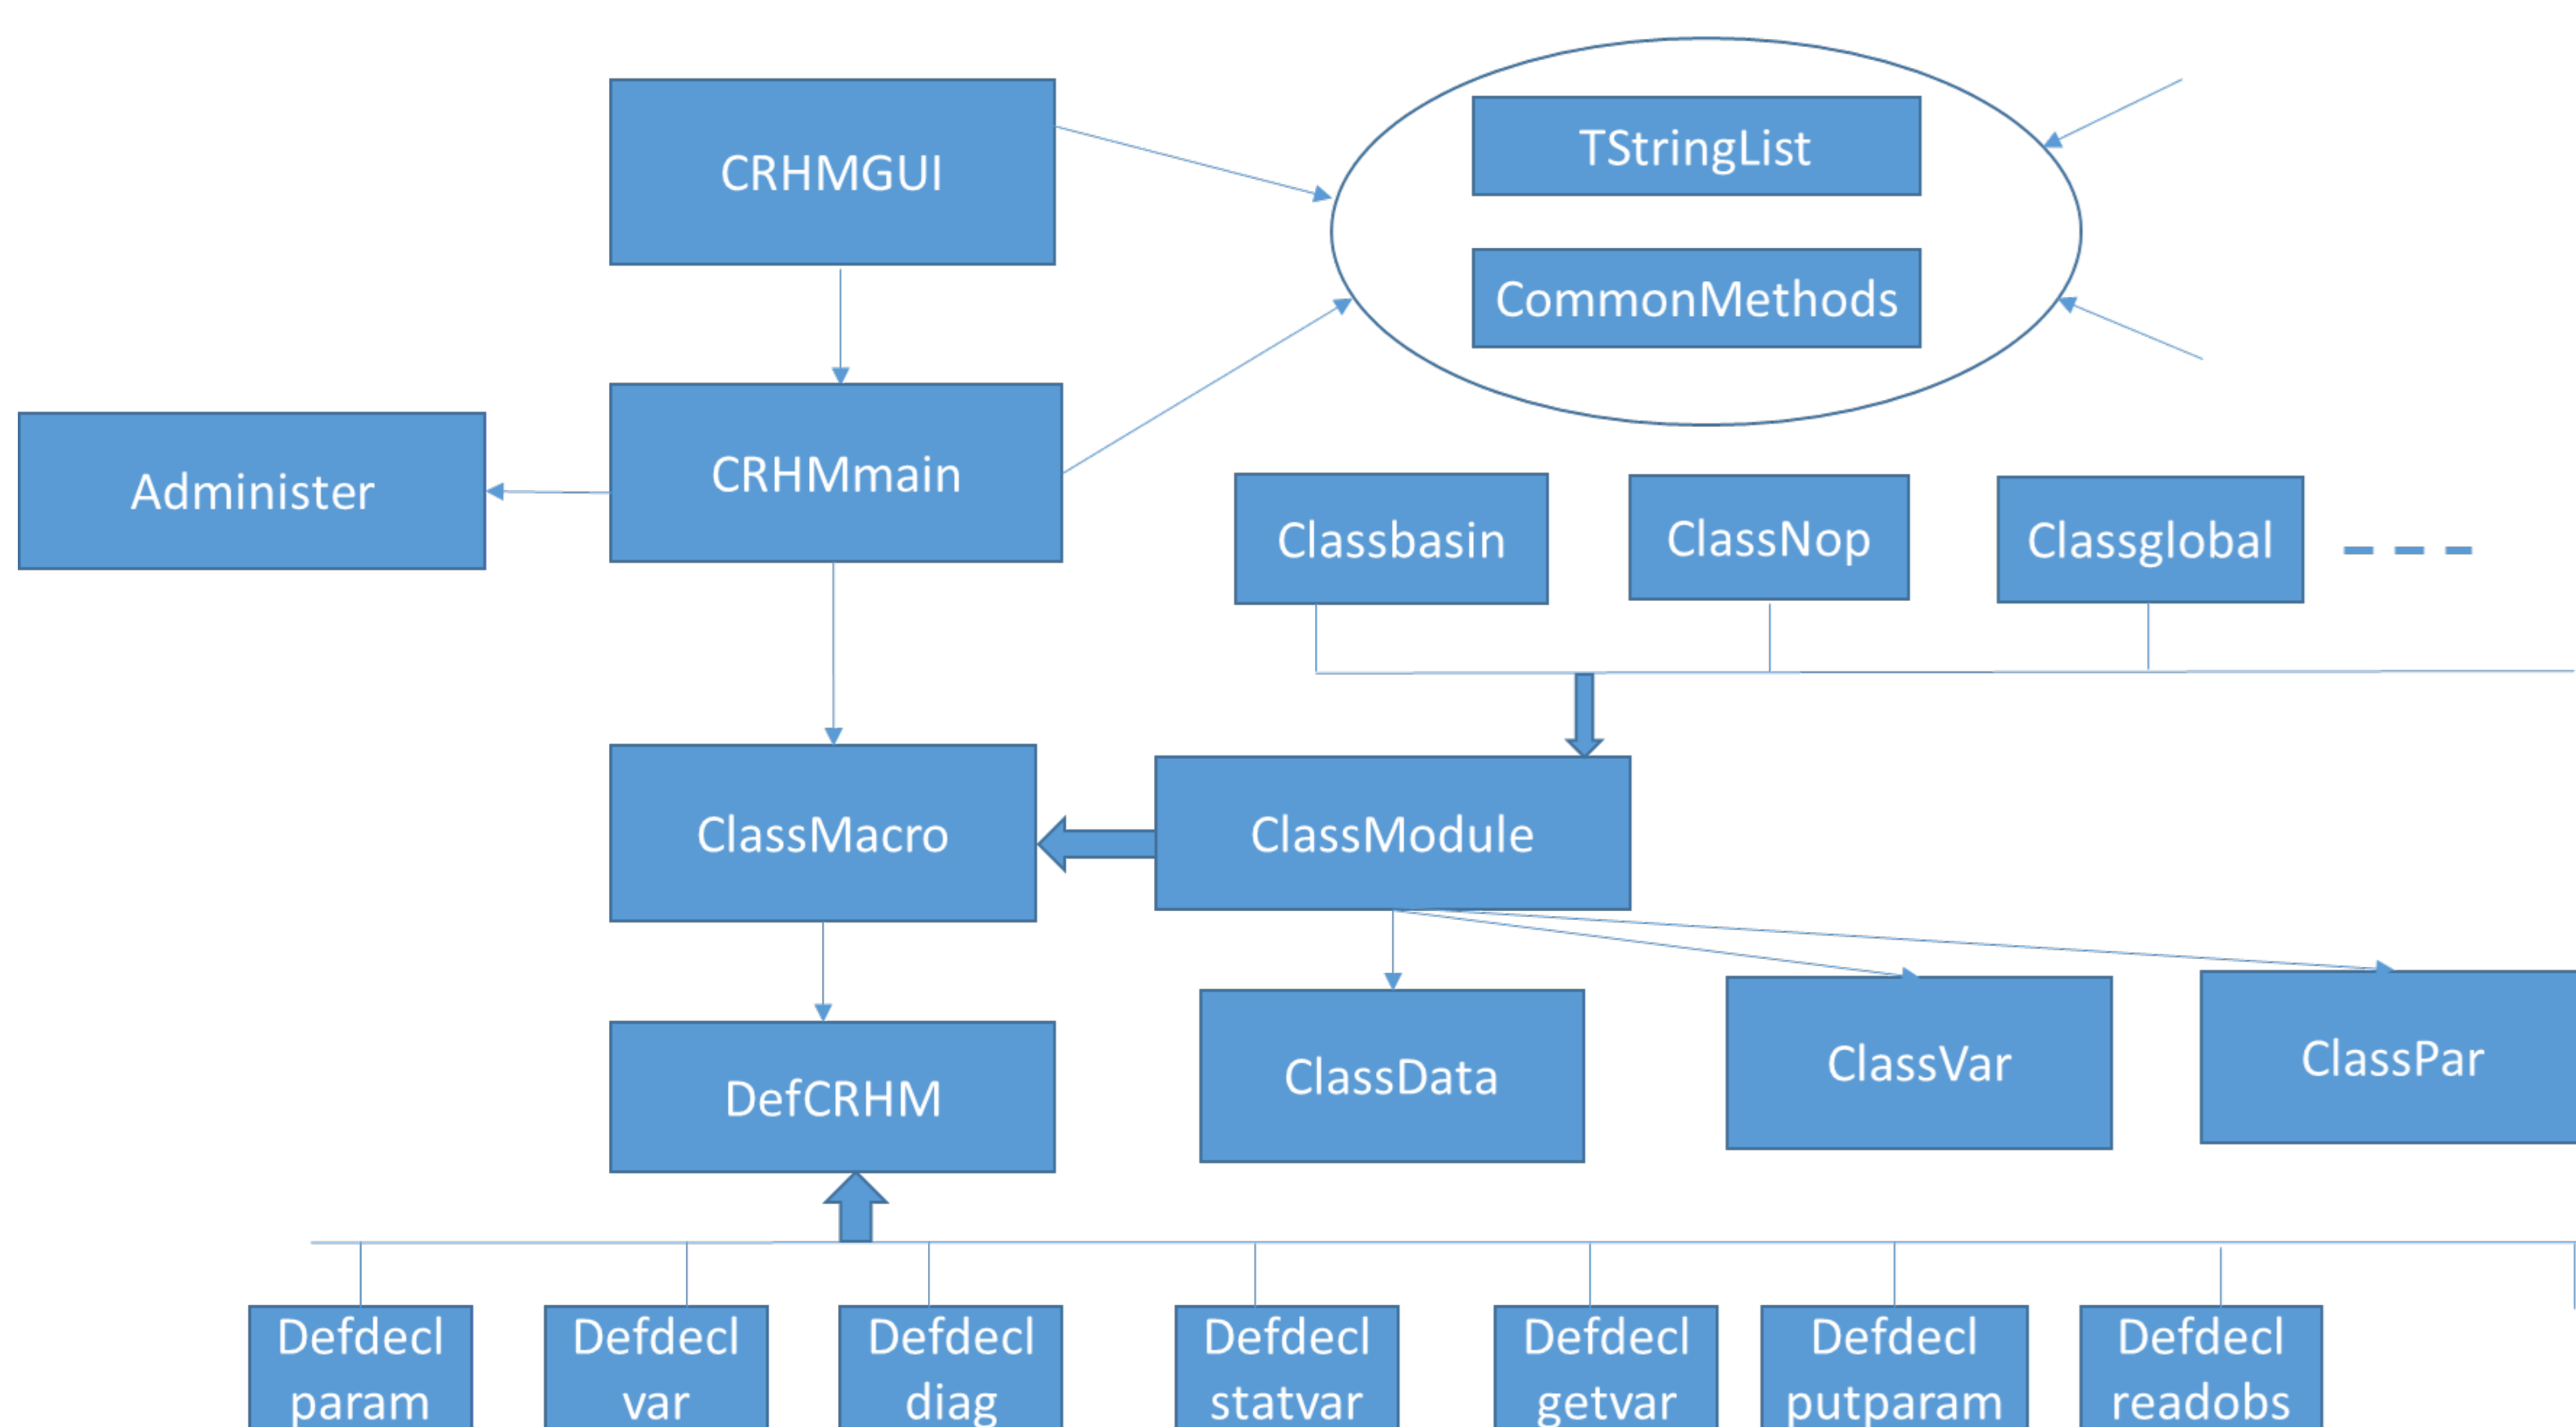 CRHMGUI
TStringList
CommonMethods
Administer
CRHMmain
Classbasin
ClassNop
Classglobal
ClassMacro
ClassModule
DefCRHM
ClassData
ClassVar
ClassPar
Defdecl
param
Defdecl
var
Defdecl
diag
Defdecl
statvar
Defdecl
getvar
Defdecl
putparam
Defdecl
readobs